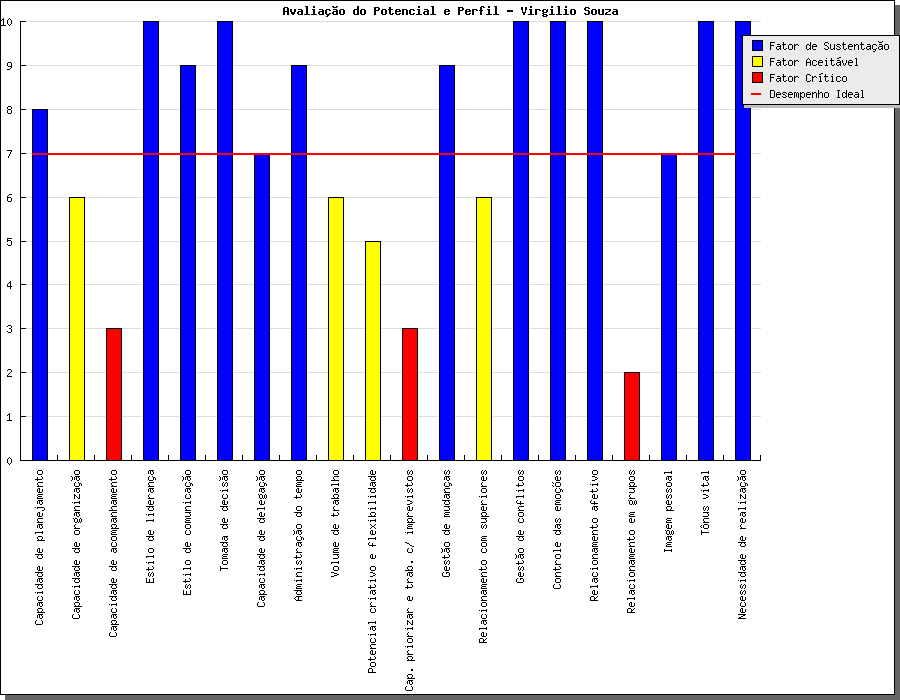 Avaliação do Potencial e Perfil - Virgilio Souza
Fator de Sustentação
Fator Aceitável
Fator Crítico
Desempenho Ideal
10
9
8
7
6
5
4
3
2
1
0
Capacidade de planejamento
Capacidade de organização
Capacidade de acompanhamento
Estilo de liderança
Estilo de comunicação
Tomada de decisão
Capacidade de delegação
Administração do tempo
Volume de trabalho
Potencial criativo e flexibilidade
Cap. priorizar e trab. c/ imprevistos
Gestão de mudanças
Relacionamento com superiores
Gestão de conflitos
Controle das emoções
Relacionamento afetivo
Relacionamento em grupos
Imagem pessoal
Tônus vital
Necessidade de realização